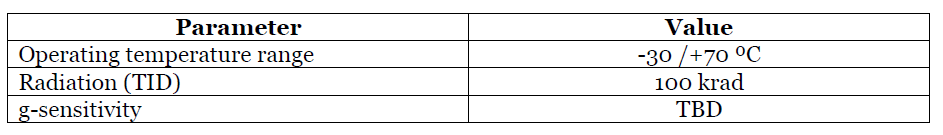 Parameter Value
Operating temperature range -30 /+70 ºC
Radiation (TID) 100 krad
g-sensitivity TBD